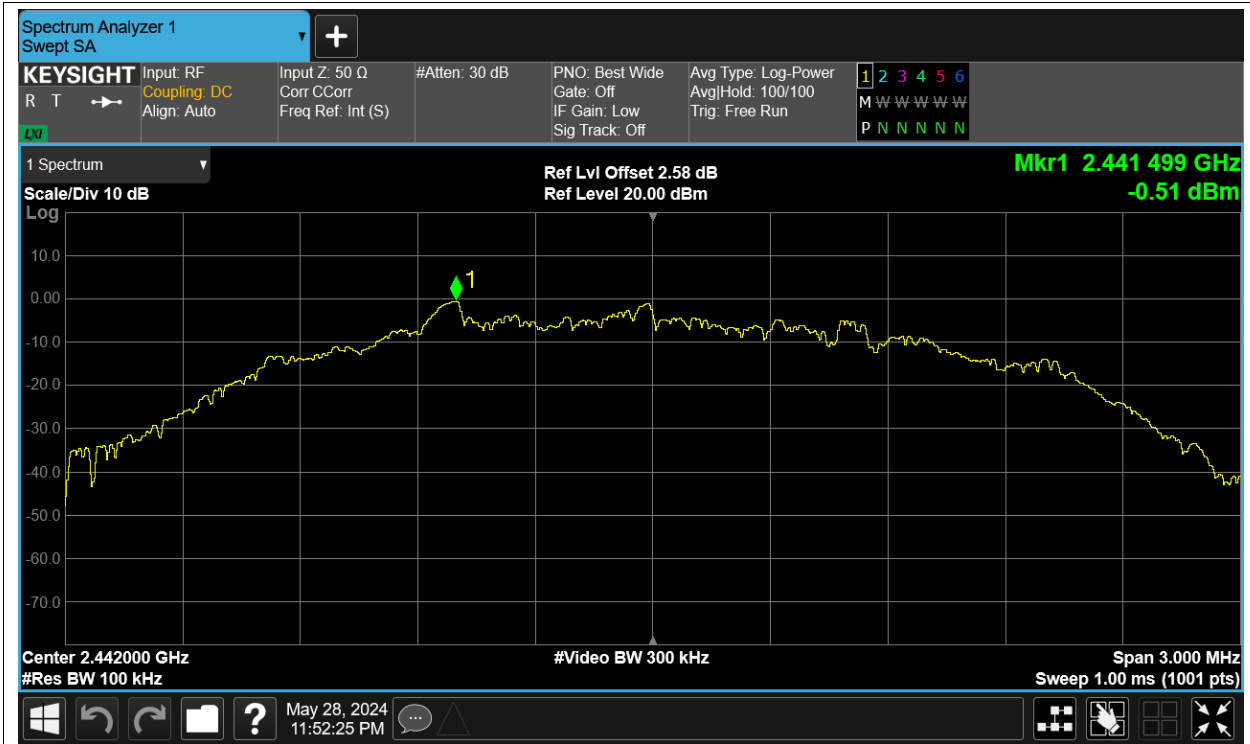 Spectrum Analyzer 1
Swept SA
KEYSIGHT
R T
LXI
Input: RF
Coupling: DC
Align: Auto
Input Z: 50 Ω
Corr CCorr
Freq Ref: Int (S)
#Atten: 30 dB
PNO: Best Wide
Gate: Off
IF Gain: Low
Sig Track: Off
Avg Type: Log-Power
Avg|Hold: 100/100
Trig: Free Run
1 2 3 4 5 6
M W W W W W
P N N N N N
1 Spectrum
Scale/Div 10 dB
Log
Ref Lvl Offset 2.58 dB
Ref Level 20.00 dBm
Mkr1 2.441 499 GHz
-0.51 dBm
1
10.0
0.00
-10.0
-20.0
-30.0
-40.0
-50.0
-60.0
-70.0
Center 2.442000 GHz
#Video BW 300 kHz
Span 3.000 MHz
#Res BW 100 kHz
Sweep 1.00 ms (1001 pts)
?
May 28, 2024
11:52:25 PM